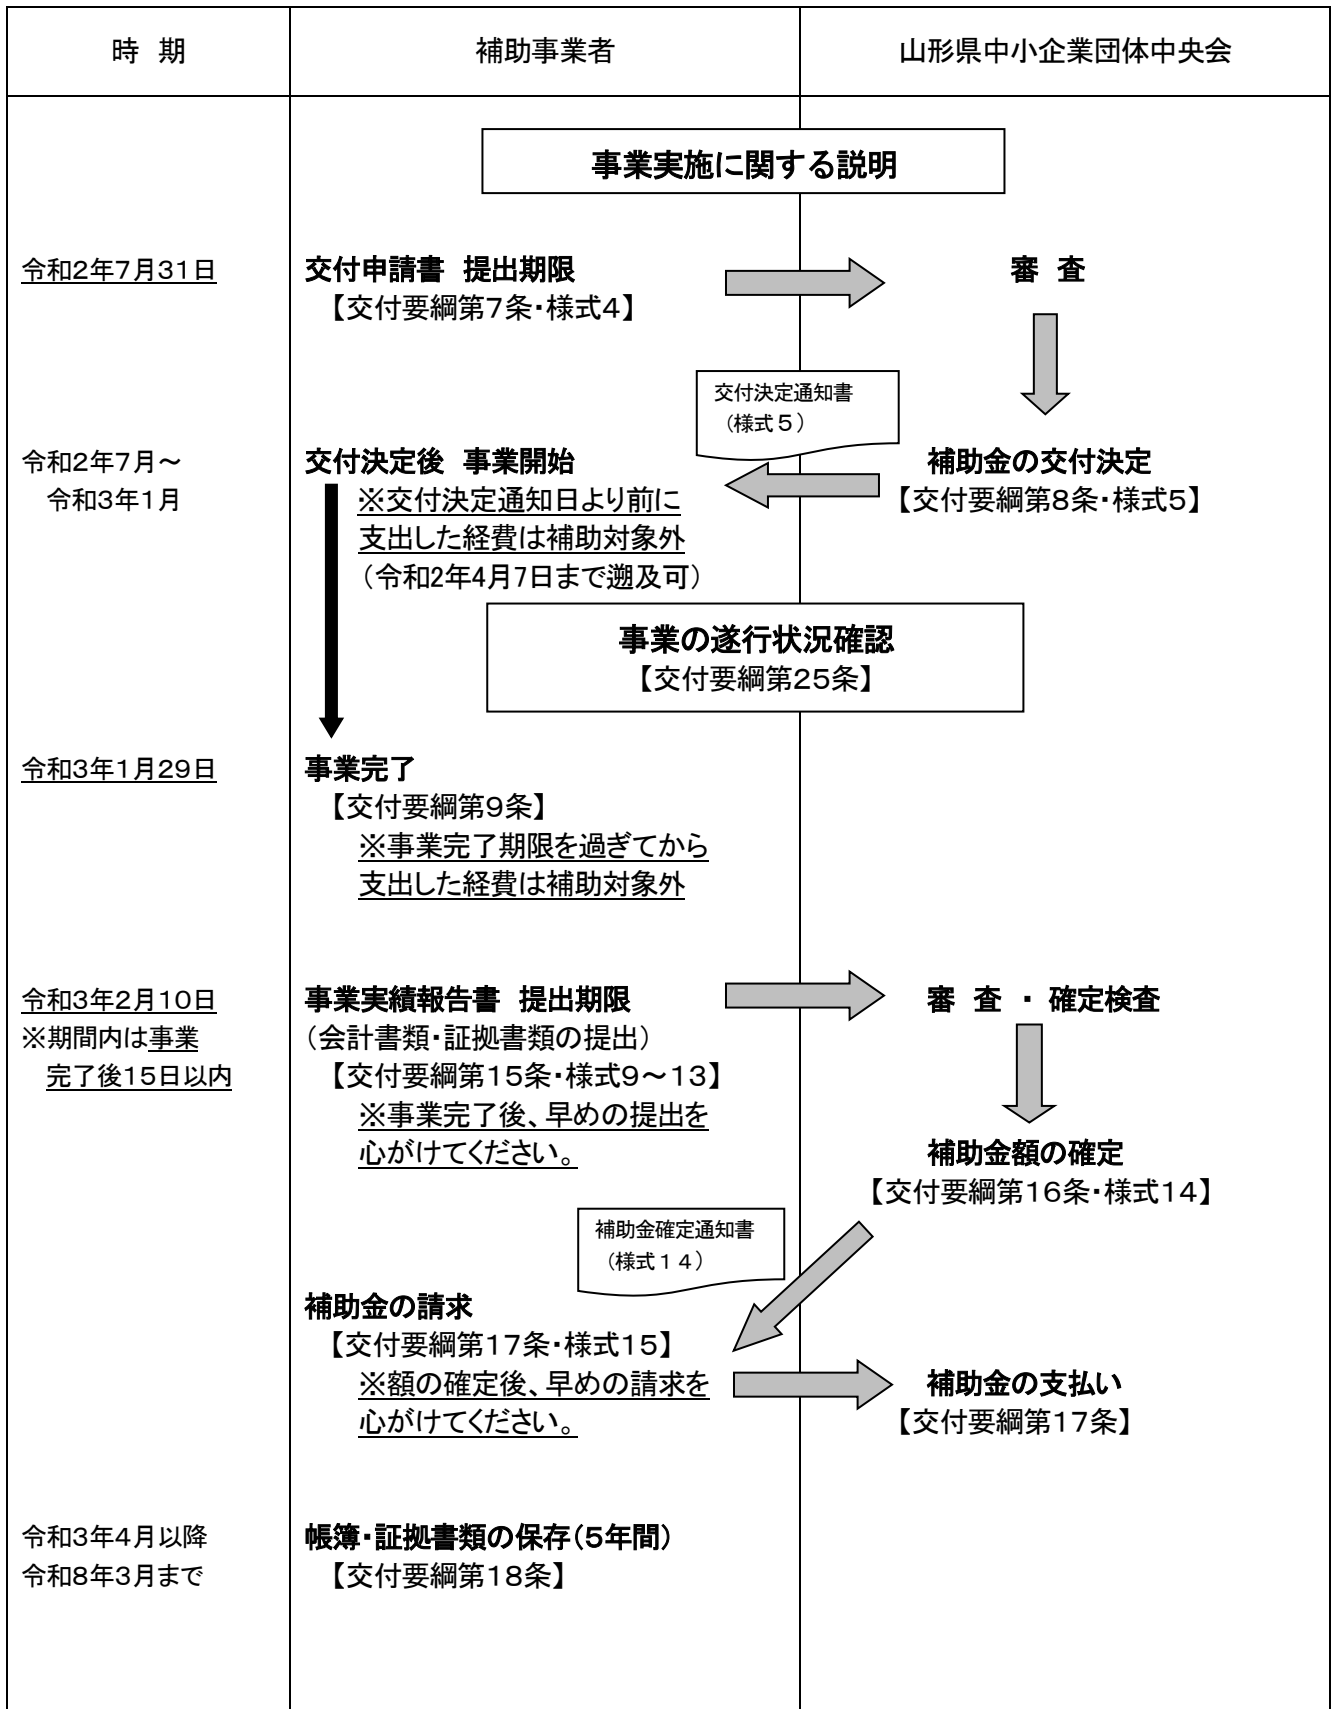 時　期
補助事業者
山形県中小企業団体中央会
事業実施に関する説明
令和2年7月31日
交付申請書　提出期限
審　査
【交付要綱第7条・様式4】
交付決定通知書
（様式５）
令和2年7月～
交付決定後　事業開始
補助金の交付決定
令和3年1月
※交付決定通知日より前に
【交付要綱第8条・様式5】
支出した経費は補助対象外
（令和2年4月7日まで遡及可）
事業の遂行状況確認
【交付要綱第25条】
令和3年1月29日
事業完了
【交付要綱第9条】
※事業完了期限を過ぎてから
支出した経費は補助対象外
令和3年2月10日
事業実績報告書　提出期限
審　査　・　確定検査
※期間内は事業
（会計書類・証拠書類の提出）
完了後15日以内
【交付要綱第15条・様式9～13】
※事業完了後、早めの提出を
心がけてください。
補助金額の確定
【交付要綱第16条・様式14】
補助金確定通知書
（様式１４）
補助金の請求
【交付要綱第17条・様式15】
※額の確定後、早めの請求を
補助金の支払い
心がけてください。
【交付要綱第17条】
令和3年4月以降
帳簿・証拠書類の保存（5年間）
令和8年3月まで
【交付要綱第18条】